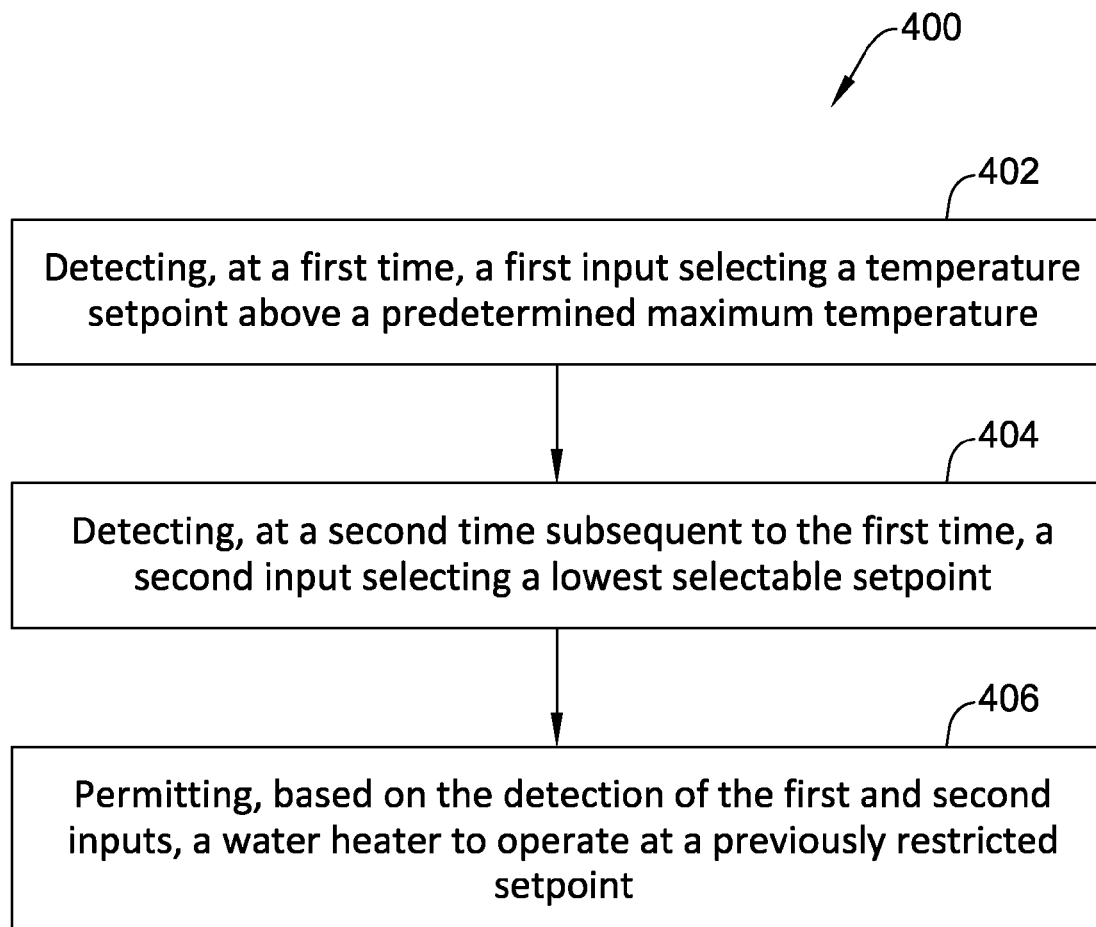 400
402
Detecting, at a first time, a first input selecting a temperature
setpoint above a predetermined maximum temperature
404
Detecting, at a second time subsequent to the first time, a
second input selecting a lowest selectable setpoint
406
Permitting, based on the detection of the first and second
inputs, a water heater to operate at a previously restricted
setpoint